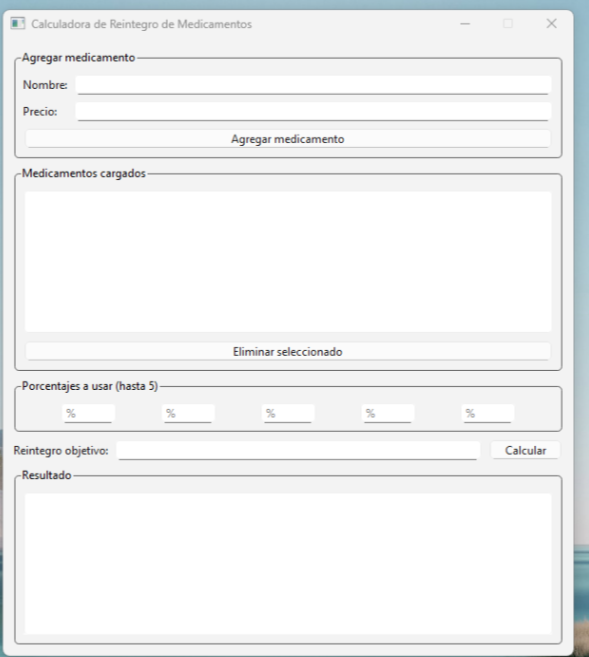 Calculadora de Reintegro de Medicamentos
Agregar medicamento
Nombre:
Precio:
Agregar medicamento
Medicamentos cargados
Eliminar seleccionado
Porcentajes a usar (hasta 5)
% % % % %
Reintegro objetivo: Calcular
Resultado